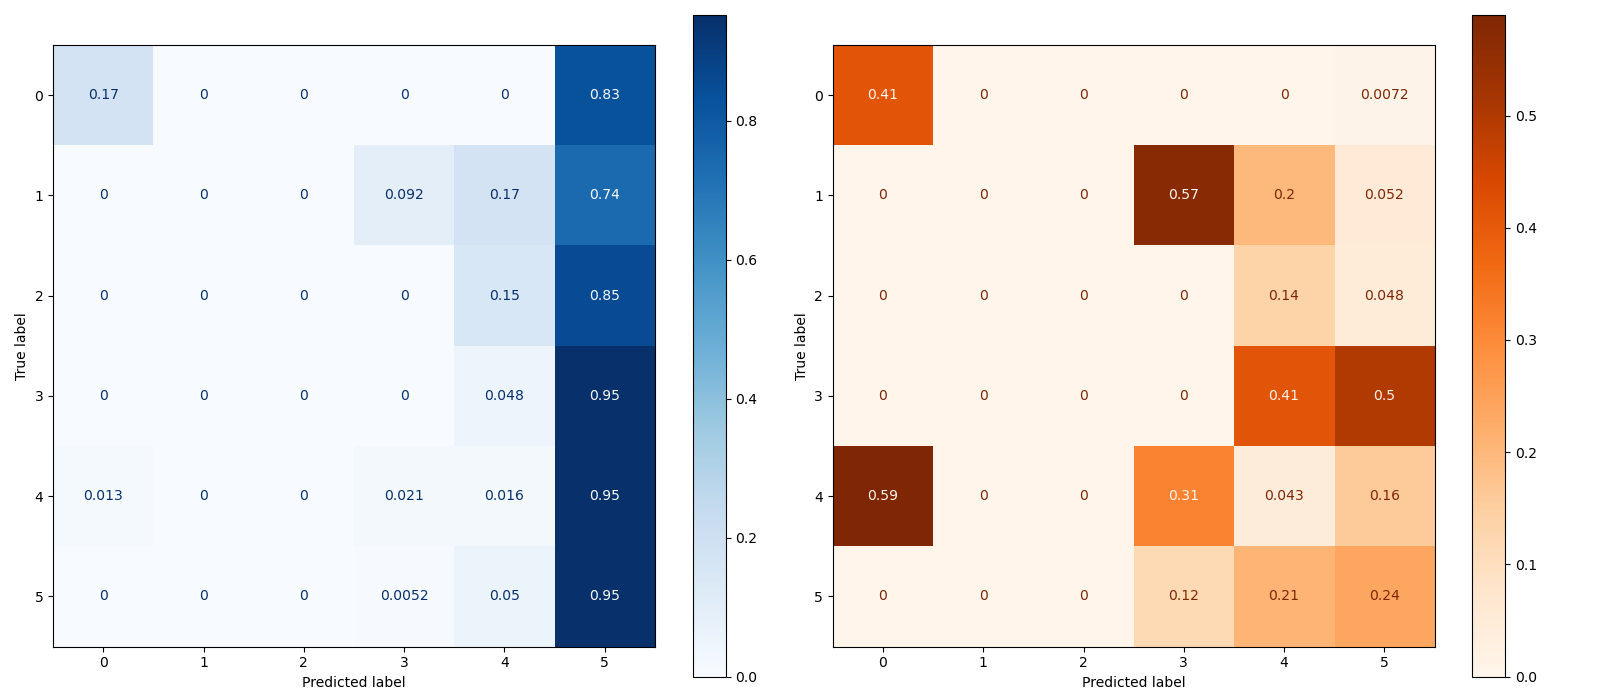 0 0.17 0 0 0 0 0.83
1 0 0 0 0.092 0.17 0.74
2 0 0 0 0 0.15 0.85
3 0 0 0 0 0.048 0.95
4 0.013 0 0 0.021 0.016 0.95
5 0 0 0 0.0052 0.05 0.95
0 1 2 3 4 5
Predicted label
True label
0.8
0.6
0.4
0.2
0.0
0 0.41 0 0 0 0 0.0072
1 0 0 0 0.57 0.2 0.052
2 0 0 0 0 0.14 0.048
3 0 0 0 0 0.41 0.5
4 0.59 0 0 0.31 0.043 0.16
5 0 0 0 0.12 0.21 0.24
0 1 2 3 4 5
Predicted label
True label
0.5
0.4
0.3
0.2
0.1
0.0